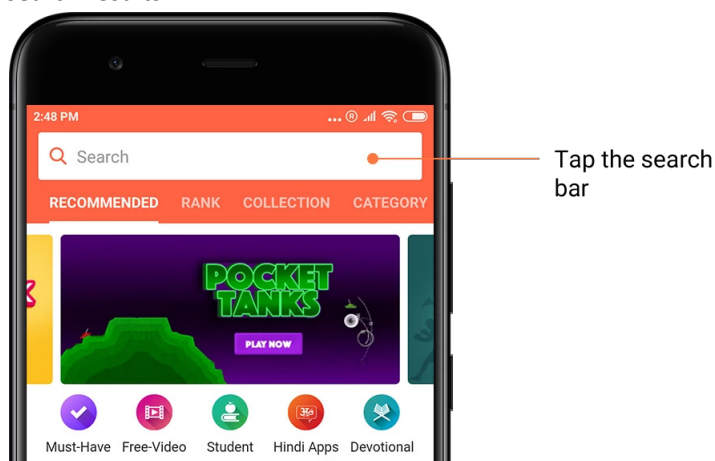 2:48 PM
Search
Tap the search
bar
RECOMMENDED RANK COLLECTION CATEGORY
POCKET
TANKS
PLAY NOW
Must-Have Free-Video Student Hindi Apps Devotional